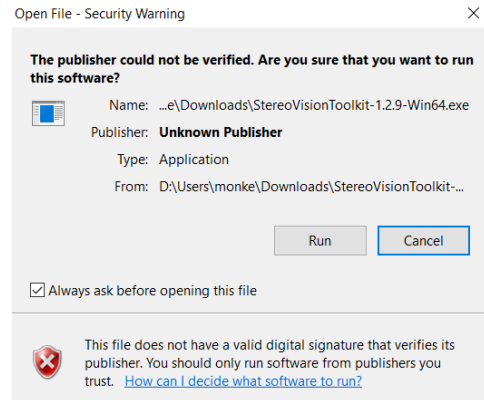 Open File - Security Warning
The publisher could not be verified. Are you sure that you want to run
this software?
Name: ...e\Downloads\StereoVisionToolkit-1.2.9-Win64.exe
Publisher: Unknown Publisher
Type: Application
From: D:\Users\monke\Downloads\StereoVisionToolkit-...
Run Cancel
Always ask before opening this file
This file does not have a valid digital signature that verifies its
publisher. You should only run software from publishers you
trust. How can I decide what software to run?